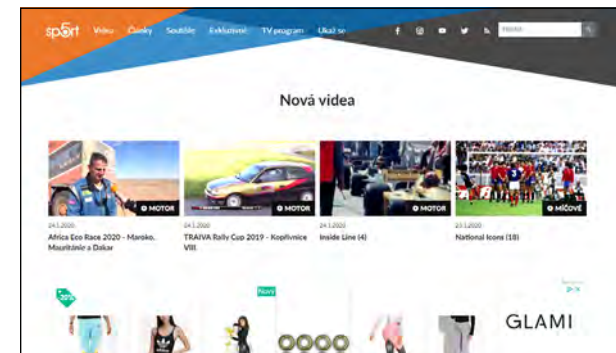 sp5rt
Videa Články Soutěže Exkluzivně TV program Ukaž se
Hledat
Nová videa
MOTOR
MOTOR
MOTOR
MÍČOVÉ
24.1.2020
24.1.2020
24.1.2020
23.1.2020
Africa Eco Race 2020 - Maroko,
Mauritánie a Dakar
TRAIVA Rally Cup 2019 - Kopřivnice
VIII
Inside Line (4)
National Icons (18)
Nový
GLAMI